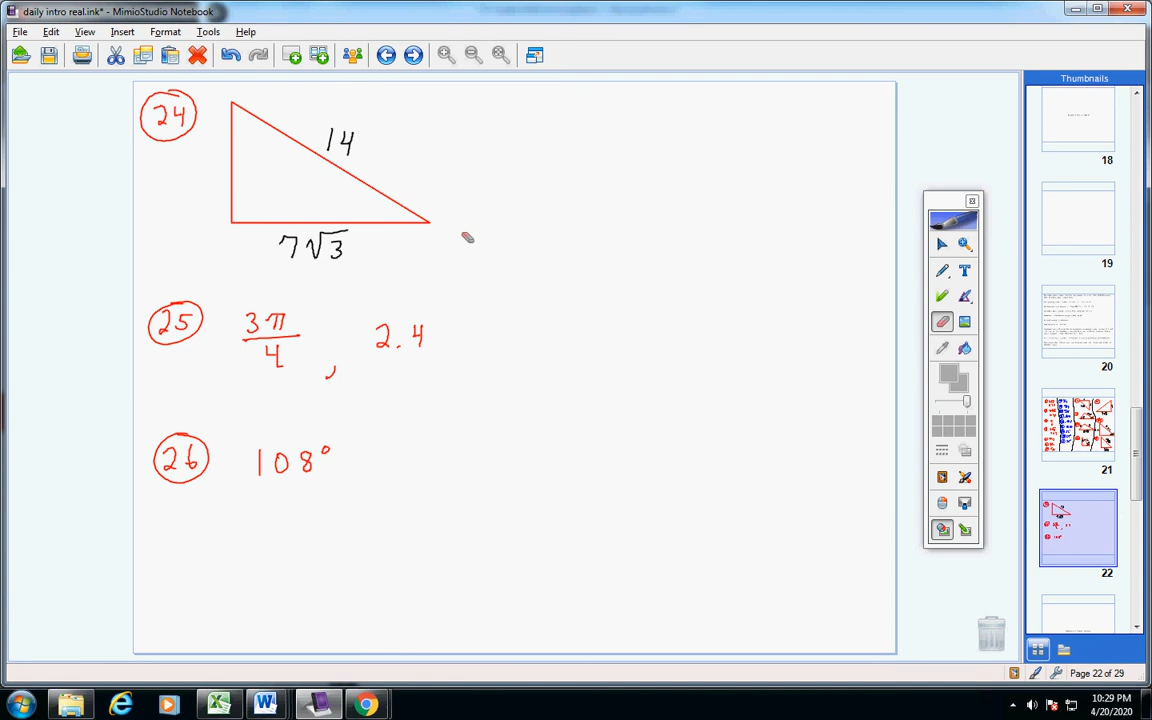 daily intro real.ink* - MimioStudio Notebook
File Edit View Insert Format Tools Help
Thumbnails
24
14
7√3
25 3π/4 , 2.4
26 108°
18
19
20
21
22
Page 22 of 29
10:29 PM
4/20/2020